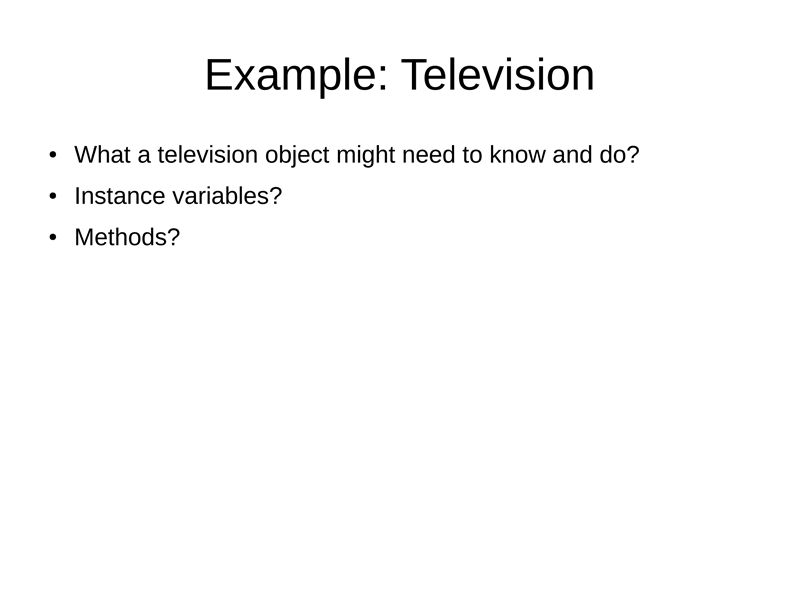 Example: Television
• What a television object might need to know and do?
• Instance variables?
• Methods?